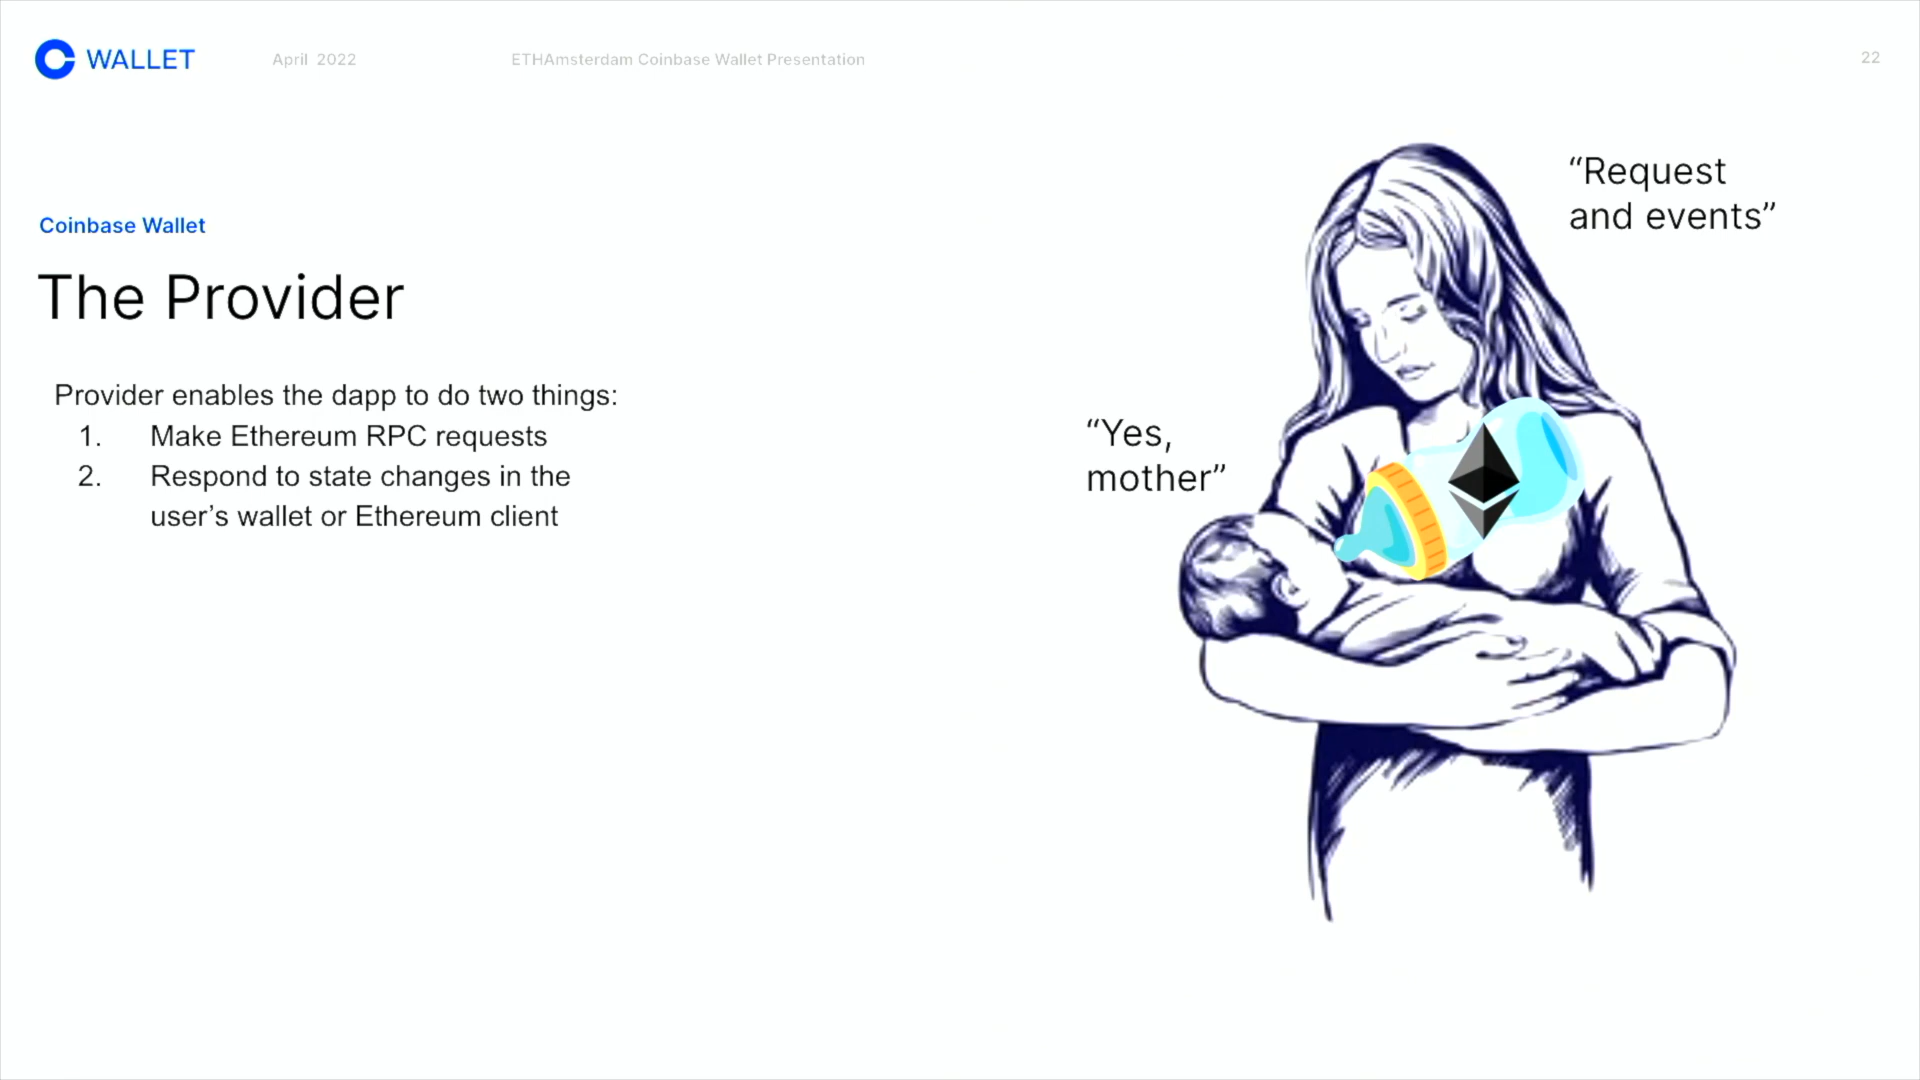 WALLET
April 2022
ETHAmsterdam Coinbase Wallet Presentation
22
Coinbase Wallet
The Provider
Provider enables the dapp to do two things:
1. Make Ethereum RPC requests
2. Respond to state changes in the
user’s wallet or Ethereum client
“Request
and events”
“Yes,
mother”